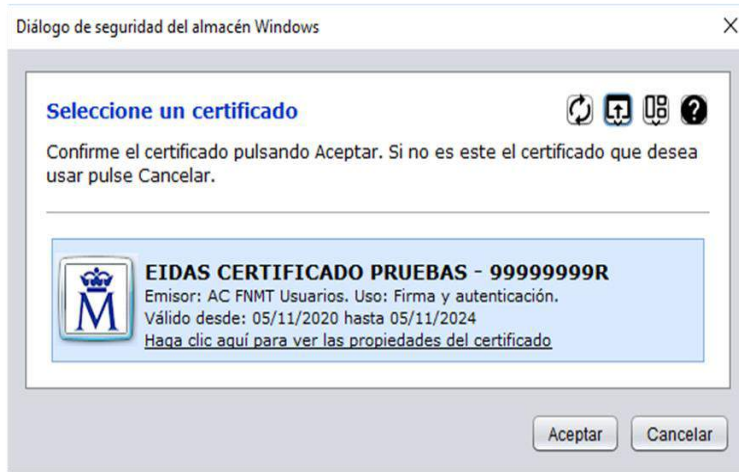 Diálogo de seguridad del almacén Windows
Seleccione un certificado
Confirme el certificado pulsando Aceptar. Si no es este el certificado que desea
usar pulse Cancelar.
EIDAS CERTIFICADO PRUEBAS - 99999999R
Emisor: AC FNMT Usuarios. Uso: Firma y autenticación.
Válido desde: 05/11/2020 hasta 05/11/2024
Haga clic aquí para ver las propiedades del certificado
Aceptar Cancelar